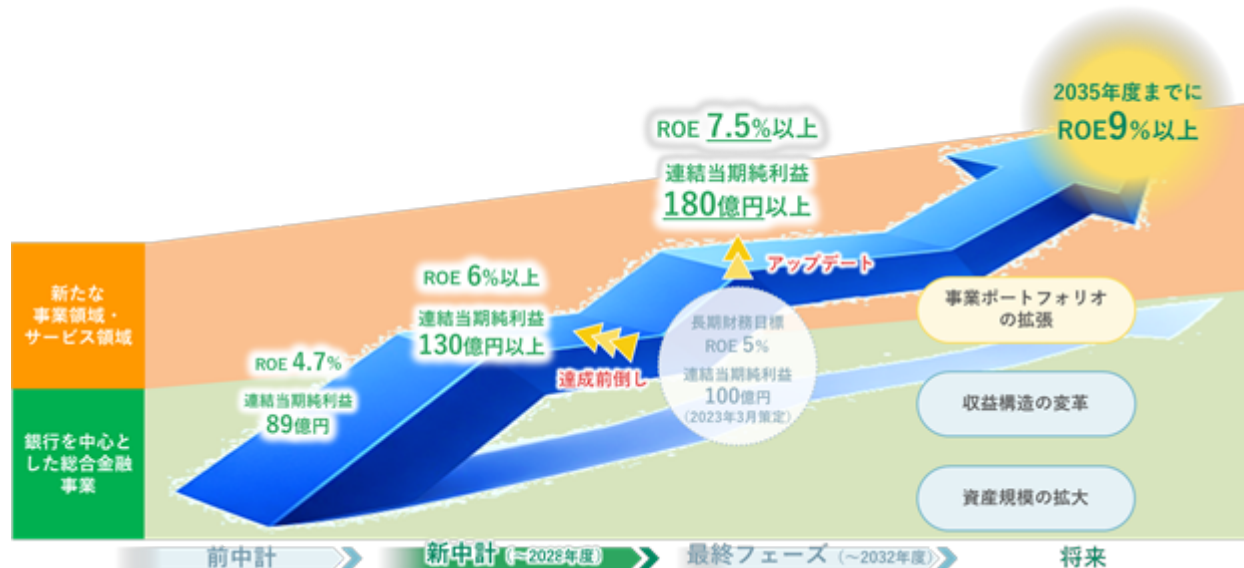 2035年度までに
ROE9%以上
ROE 7.5%以上
連結当期純利益
180億円以上
アップデート
ROE 6%以上
連結当期純利益
130億円以上
達成前倒し
長期財務目標
ROE 5%
連結当期純利益
100億円
(2023年3月策定)
ROE 4.7%
連結当期純利益
89億円
新たな
事業領域・
サービス領域
銀行を中心と
した総合金融
事業
事業ポートフォリオ
の拡張
収益構造の変革
資産規模の拡大
前中計
新中計(~2028年度)
最終フェーズ(~2032年度)
将来